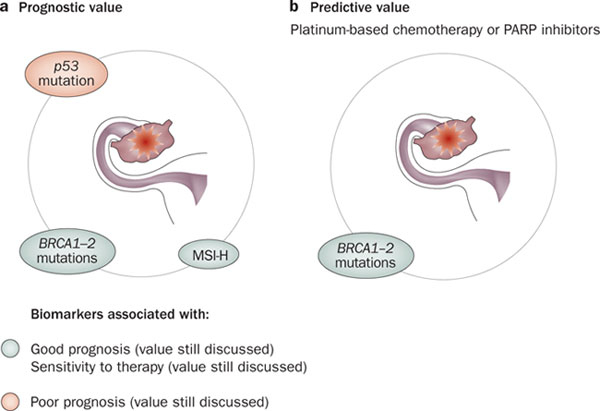 a Prognostic value
p53
mutation
BRCA1–2
mutations
MSI-H
b Predictive value
Platinum-based chemotherapy or PARP inhibitors
BRCA1–2
mutations
Biomarkers associated with:
Good prognosis (value still discussed)
Sensitivity to therapy (value still discussed)
Poor prognosis (value still discussed)